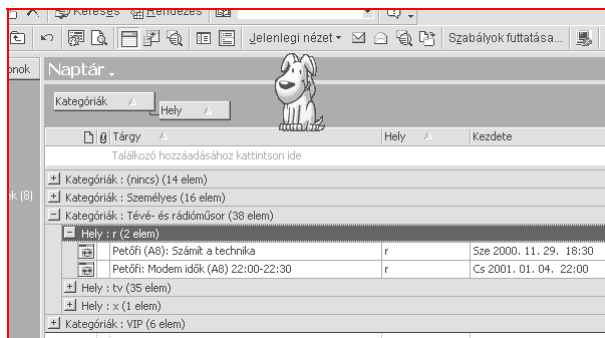 Keresés Rendezés
Jelenlegi nézet Szabályok futtatása...
Naptár
Kategóriák
Hely
Tárgy Hely Kezdete
Találkozó hozzáadásához kattintson ide
Kategóriák : (nincs) (14 elem)
(8) Kategóriák : Személyes (16 elem)
Kategóriák : Tévé- és rádióműsor (38 elem)
Hely : r (2 elem)
Petőfi (A8): Számít a technika r Sze 2000. 11. 29. 18:30
Petőfi: Modem idők (A8) 22:00-22:30 r Cs 2001. 01. 04. 22:00
Hely : tv (35 elem)
Hely : x (1 elem)
Kategóriák : VIP (6 elem)